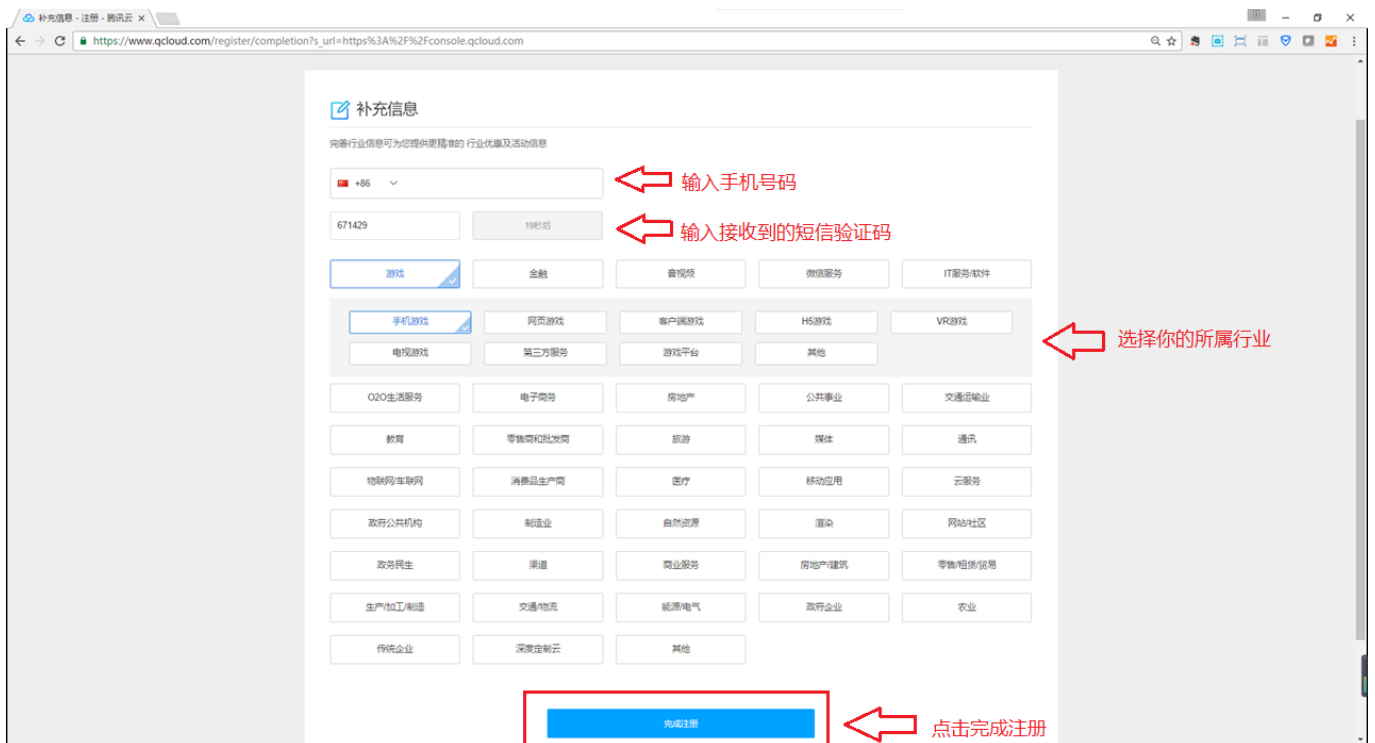 补充信息 - 注册 - 腾讯云
https://www.qcloud.com/register/completion?s_url=https%3A%2F%2Fconsole.qcloud.com
补充信息
完善行业信息可为您提供更精准的 行业优惠及活动信息
+86 输入手机号码
671429 19秒后 输入接收到的短信验证码
游戏 金融 音视频 微信服务 IT服务/软件
手机游戏 网页游戏 客户端游戏 H5游戏 VR游戏
选择你的所属行业
电视游戏 第三方服务 游戏平台 其他
O2O生活服务 电子商务 房地产 公共事业 交通运输业
教育 零售商和批发商 旅游 媒体 通讯
物联网/车联网 消费品生产商 医疗 移动应用 云服务
政府公共机构 制造业 自然资源 渲染 网站/社区
政务民生 渠道 商业服务 房地产/建筑 零售/租赁/贸易
生产/加工/制造 交通/物流 能源/电气 政府企业 农业
传统企业 深度定制云 其他
完成注册 点击完成注册